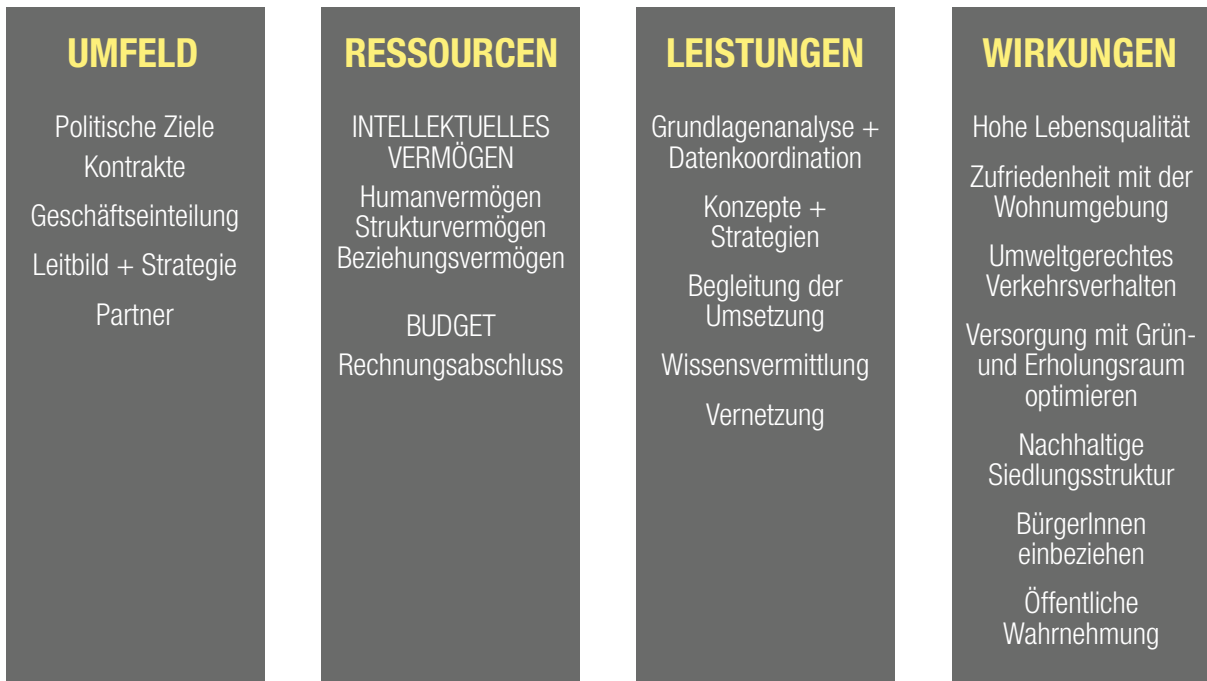 UMFELD
Politische Ziele
Kontrakte
Geschäftseinteilung
Leitbild + Strategie
Partner
RESSOURCEN
INTELLEKTUELLES
VERMÖGEN
Humanvermögen
Strukturvermögen
Beziehungsvermögen
BUDGET
Rechnungsabschluss
LEISTUNGEN
Grundlagenanalyse +
Datenkoordination
Konzepte +
Strategien
Begleitung der
Umsetzung
Wissensvermittlung
Vernetzung
WIRKUNGEN
Hohe Lebensqualität
Zufriedenheit mit der
Wohnumgebung
Umweltgerechtes
Verkehrsverhalten
Versorgung mit Grün-
und Erholungsraum
optimieren
Nachhaltige
Siedlungsstruktur
BürgerInnen
einbeziehen
Öffentliche
Wahrnehmung